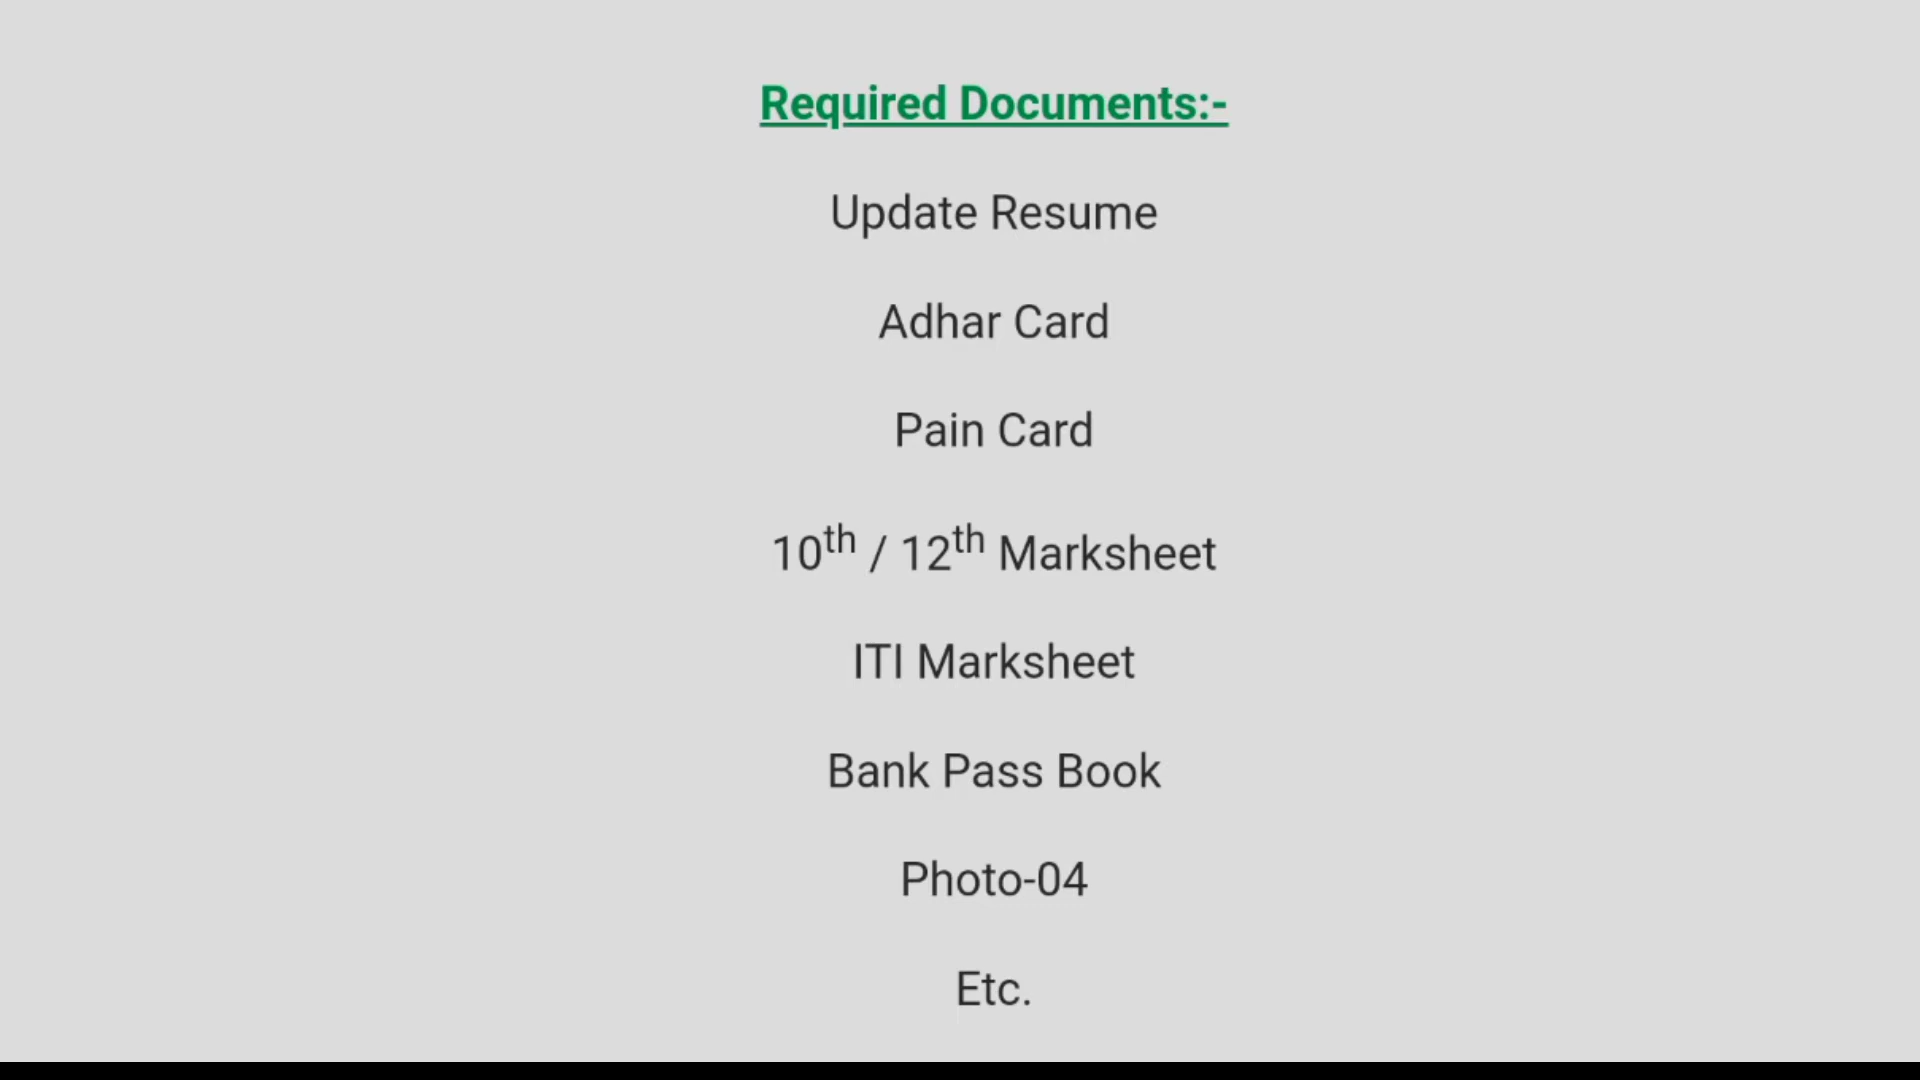 Required Documents:-
Update Resume
Adhar Card
Pain Card
10th / 12th Marksheet
ITI Marksheet
Bank Pass Book
Photo-04
Etc.